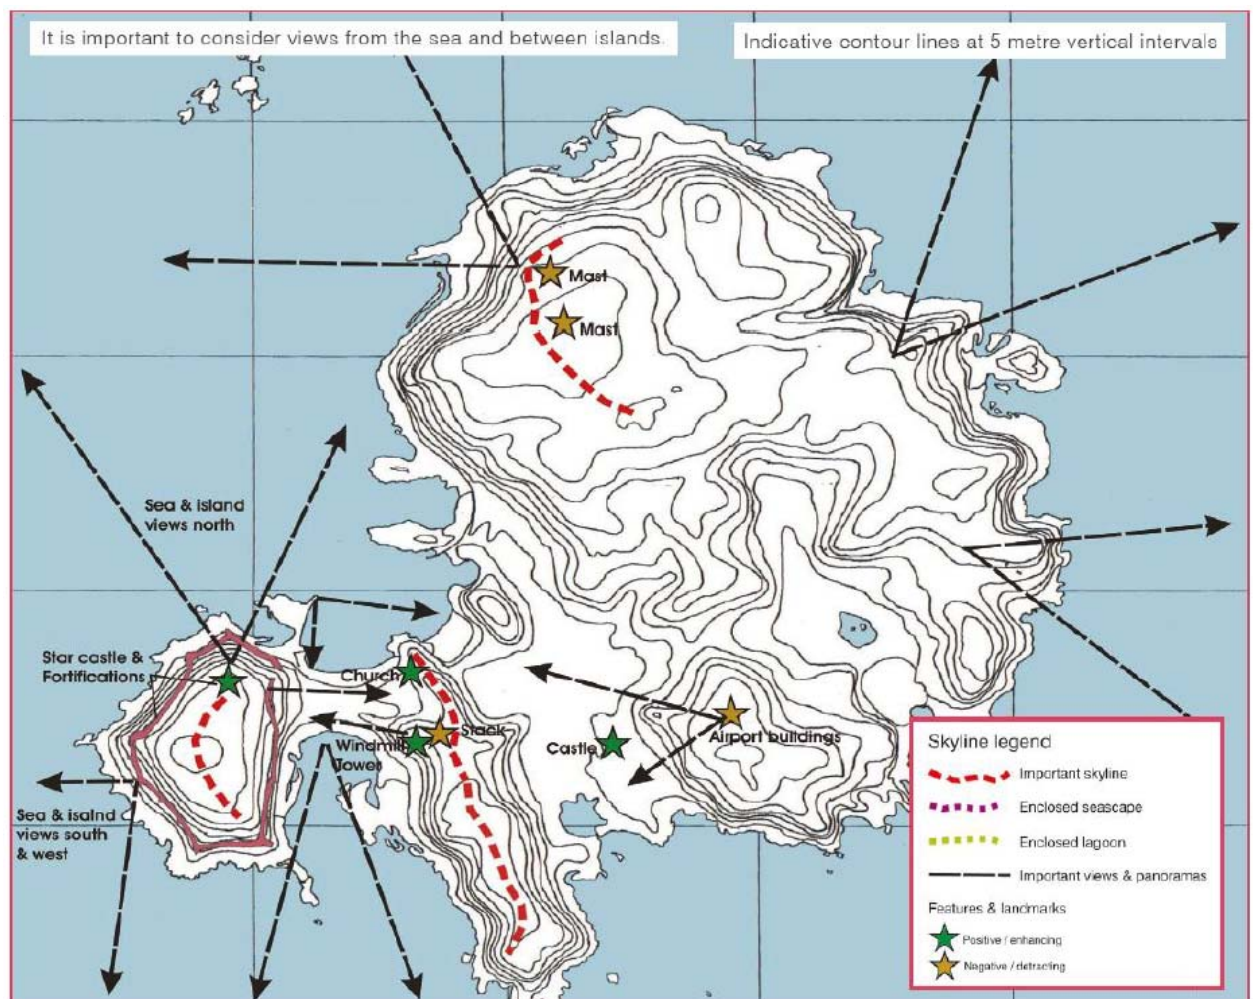 It is important to consider views from the sea and between islands.
Indicative contour lines at 5 metre vertical intervals
Mast
Mast
Sea & island
views north
Star castle &
Fortifications
Church
Stack
Windmill
Tower
Castle
Airport buildings
Sea & isalnd
views south
& west
Skyline legend
Important skyline
Enclosed seascape
Enclosed lagoon
Important views & panoramas
Features & landmarks
Positive / enhancing
Negative / detracting